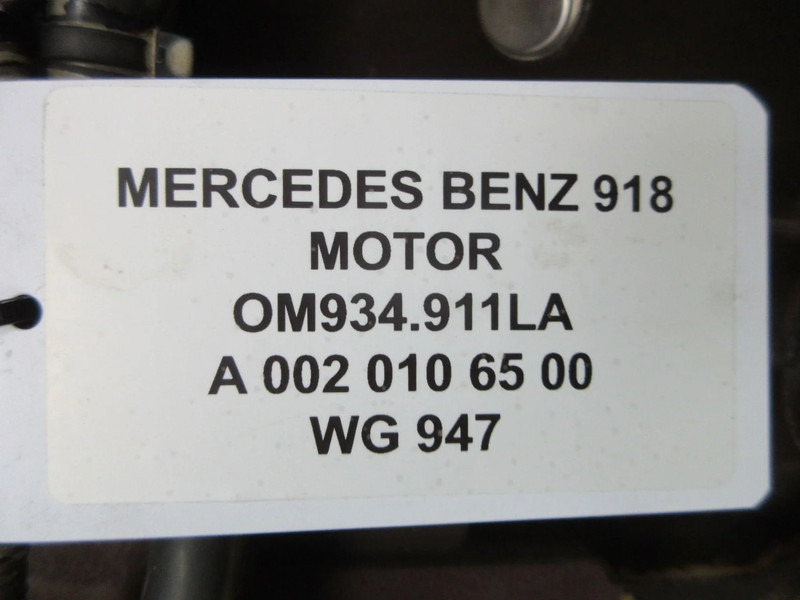 MERCEDES BENZ 918
MOTOR
OM934.911LA
A 002 010 65 00
WG 947